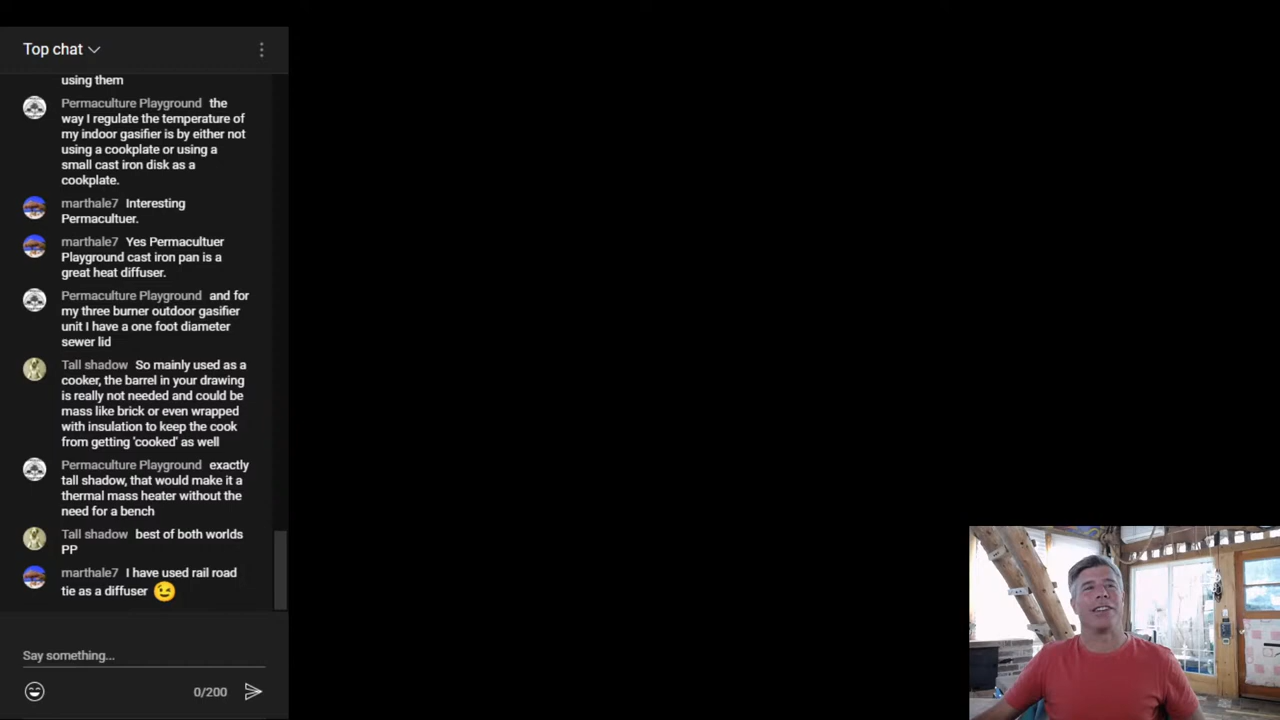 Top chat
using them
Permaculture Playground the
way I regulate the temperature of
my indoor gasifier is by either not
using a cookplate or using a
small cast iron disk as a
cookplate.
marthale7 Interesting
Permacultuer.
marthale7 Yes Permacultuer
Playground cast iron pan is a
great heat diffuser.
Permaculture Playground and for
my three burner outdoor gasifier
unit I have a one foot diameter
sewer lid
Tall shadow So mainly used as a
cooker, the barrel in your drawing
is really not needed and could be
mass like brick or even wrapped
with insulation to keep the cook
from getting 'cooked' as well
Permaculture Playground exactly
tall shadow, that would make it a
thermal mass heater without the
need for a bench
Tall shadow best of both worlds
PP
marthale7 I have used rail road
tie as a diffuser 😉
Say something...
0/200